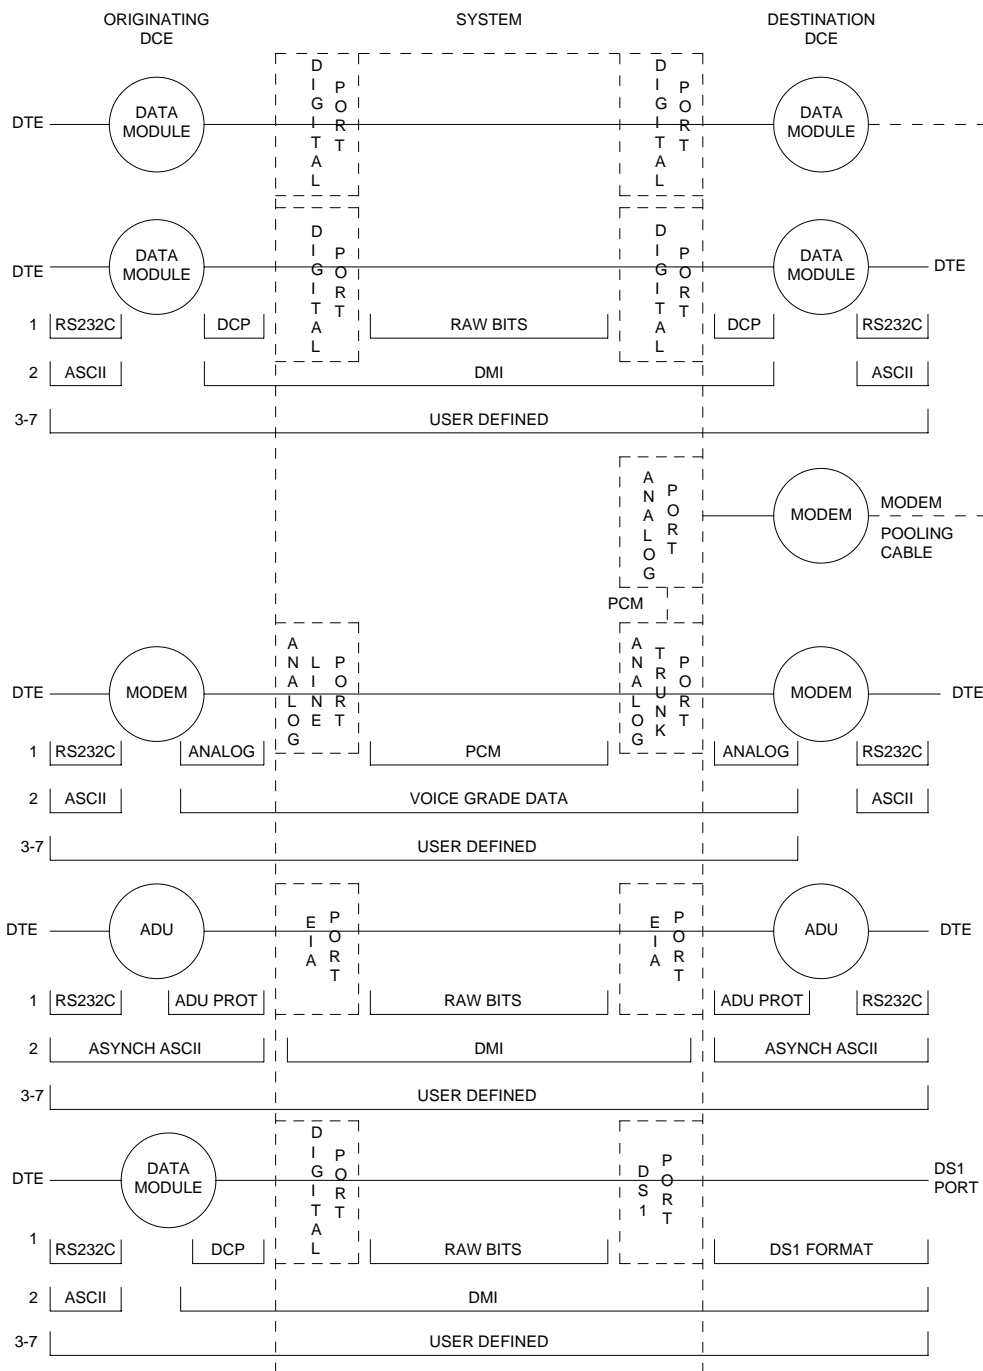 ORIGINATING DCE
SYSTEM
DESTINATION DCE
DTE
DATA MODULE
DIGITAL PORT
DIGITAL PORT
DATA MODULE
DTE
DATA MODULE
DIGITAL PORT
DIGITAL PORT
DATA MODULE
DTE
1 RS232C DCP RAW BITS DCP RS232C
2 ASCII DMI ASCII
3-7 USER DEFINED
ANALOG PORT
MODEM
MODEM
POOLING
CABLE
PCM
DTE
MODEM
ANALOG LINE PORT
ANALOG TRUNK PORT
MODEM
DTE
1 RS232C ANALOG PCM ANALOG RS232C
2 ASCII VOICE GRADE DATA ASCII
3-7 USER DEFINED
DTE
ADU
EIA PORT
EIA PORT
ADU
DTE
1 RS232C ADU PROT RAW BITS ADU PROT RS232C
2 ASYNCH ASCII DMI ASYNCH ASCII
3-7 USER DEFINED
DTE
DATA MODULE
DIGITAL PORT
DS1 PORT
DS1 PORT
1 RS232C DCP RAW BITS DS1 FORMAT
2 ASCII DMI
3-7 USER DEFINED